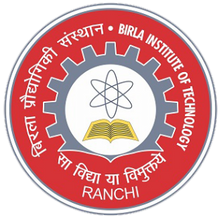 बिरला प्रौद्योगिकी संस्थान • BIRLA INSTITUTE OF TECHNOLOGY
सा विद्या या विमुक्तये
RANCHI